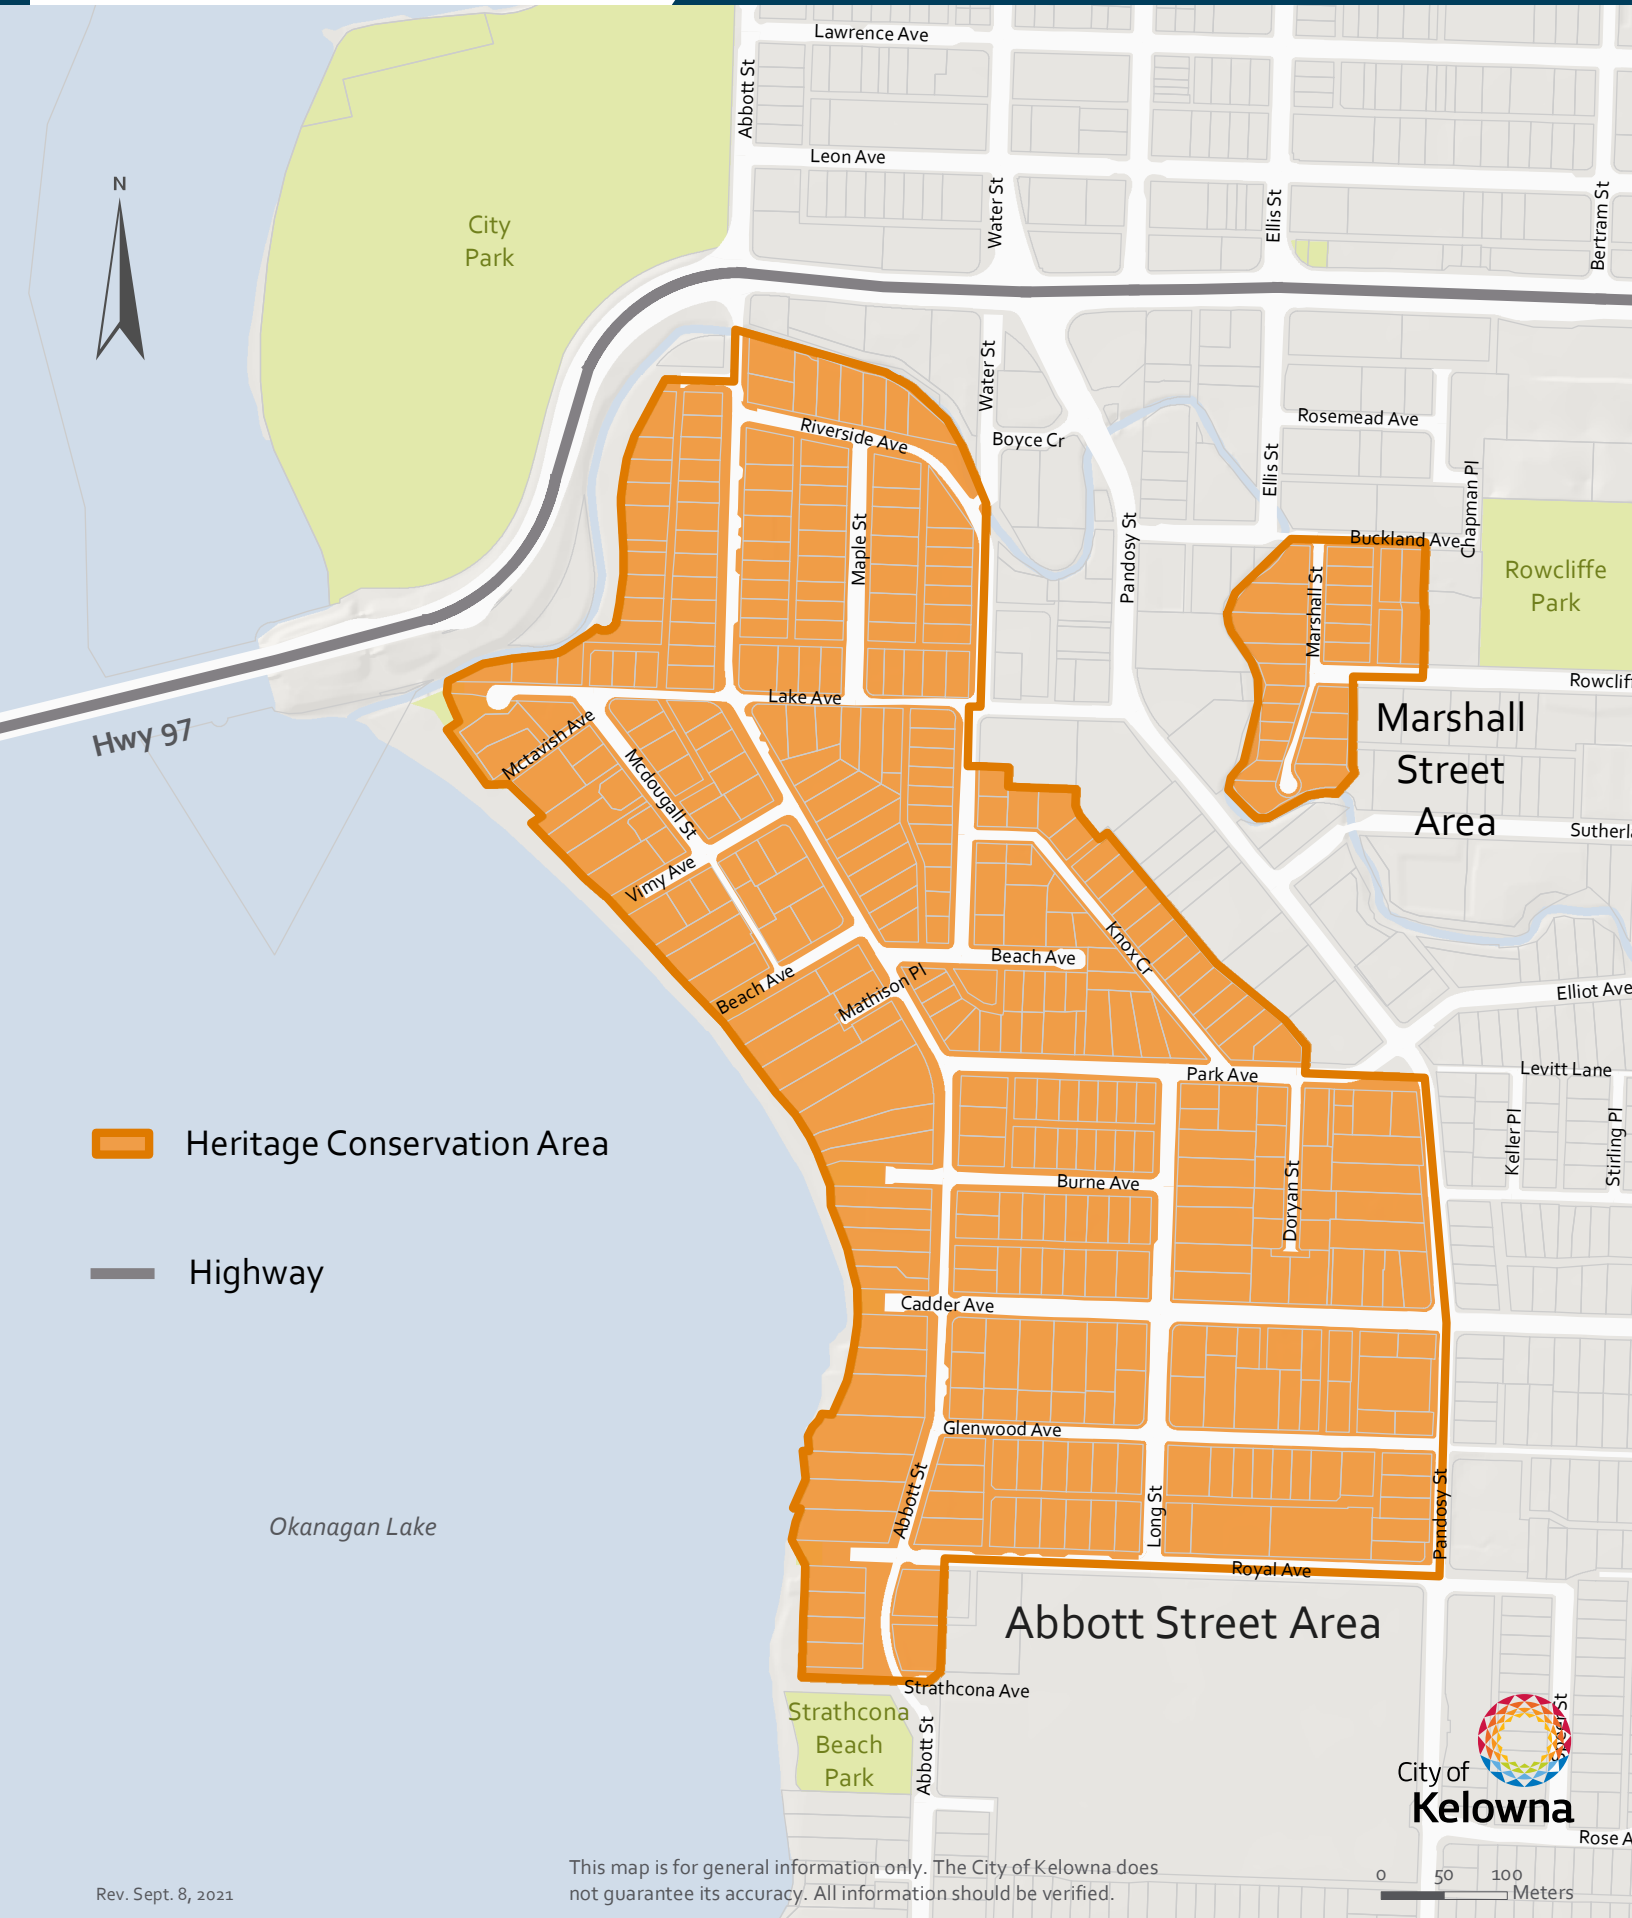 Lawrence Ave
Abbott St
Leon Ave
N
Water St
Ellis St
Bertram St
City
Park
Water St
Rosemead Ave
Riverside Ave
Boyce Cr
Ellis St
Chapman Pl
Maple St
Pandosy St
Buckland Ave
Marshall St
Rowcliffe
Park
Rowclif
Lake Ave
Mctavish Ave
Hwy 97
Marshall
Street
Area
Mcdougall St
Sutherl
Vimy Ave
Knox Cr
Beach Ave
Beach Ave
Mathison Pl
Elliot Ave
Park Ave
Levitt Lane
Keller Pl
Stirling Pl
Heritage Conservation Area
Burne Ave
Doryan St
Highway
Cadder Ave
Glenwood Ave
Abbott St
Long St
Pandosy St
Okanagan Lake
Royal Ave
Abbott Street Area
Strathcona Ave
Strathcona
Beach
Park
Abbott St
Speer St
City of
Kelowna
Rose A
This map is for general information only. The City of Kelowna does
not guarantee its accuracy. All information should be verified.
Rev. Sept. 8, 2021
0 50 100
Meters